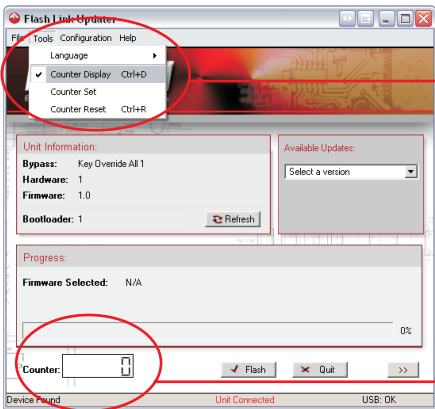 Flash Link Updater
File Tools Configuration Help
Language
Counter Display Ctrl+D
Counter Set
Counter Reset Ctrl+R
Unit Information:
Bypass: Key Override All 1
Hardware: 1
Firmware: 1.0
Bootloader: 1
Refresh
Available Updates:
Select a version
Progress:
Firmware Selected: N/A
0%
Counter: 0
Flash
Quit
>>
Device Found
Unit Connected
USB: OK